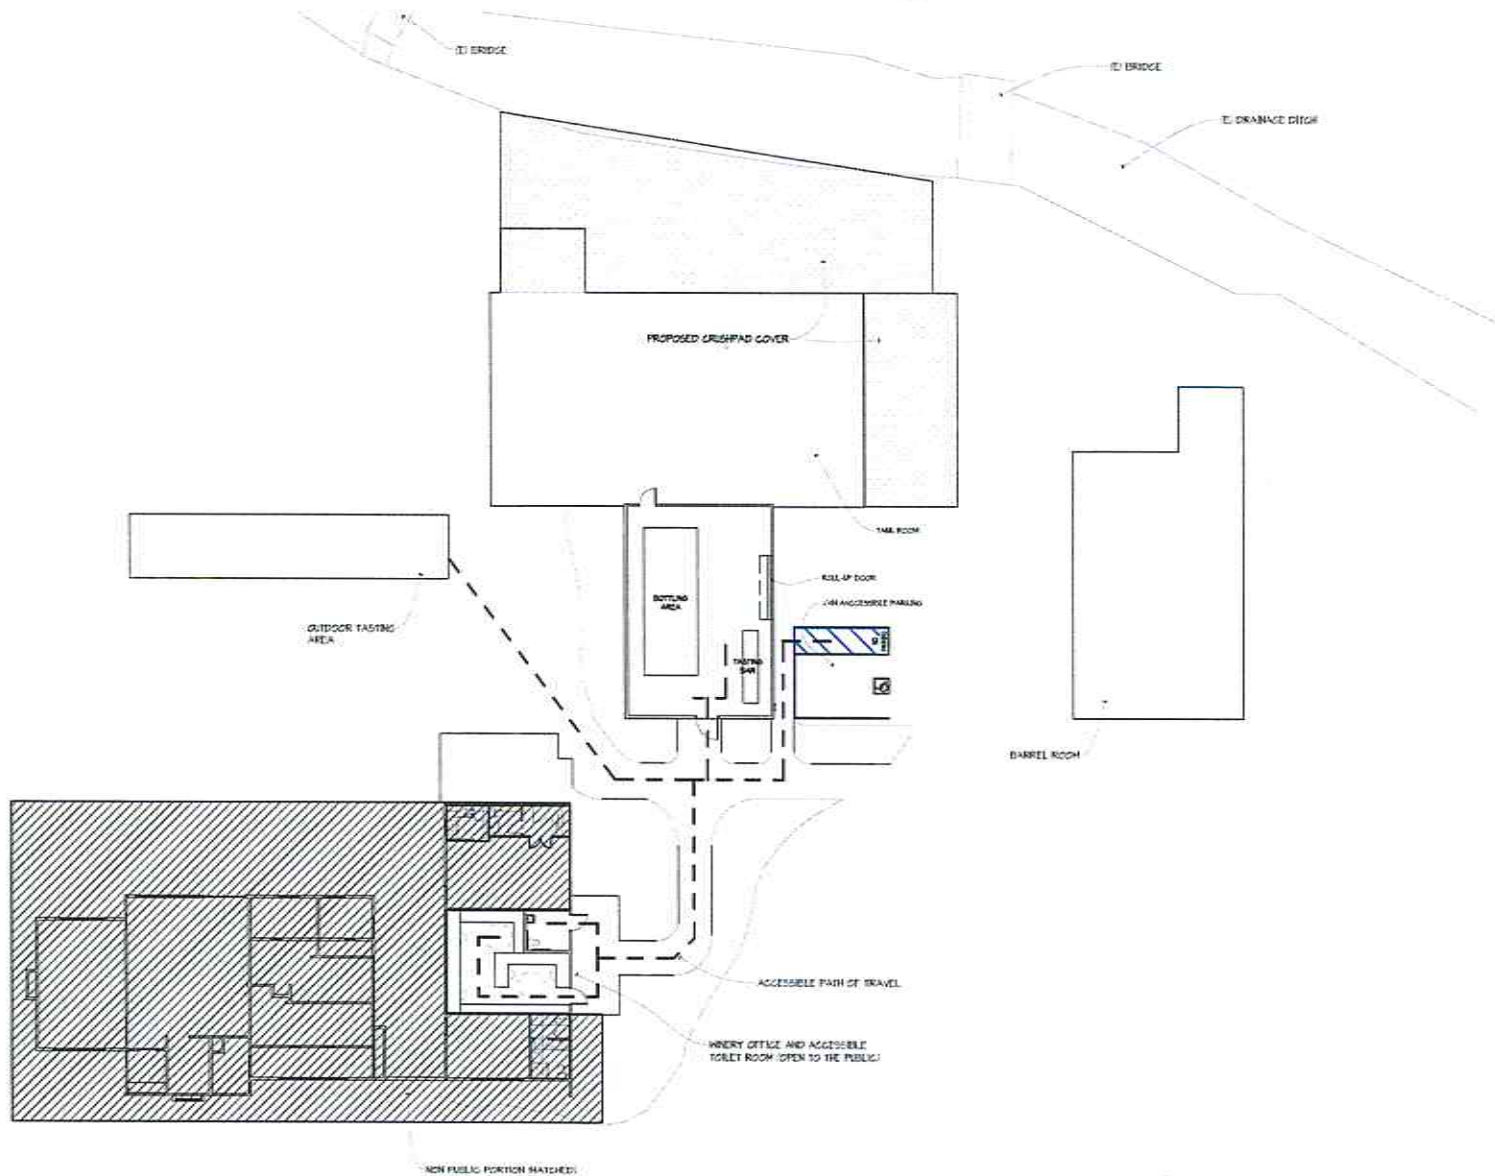 (E) BRIDGE
(E) BRIDGE
(E) DRAINAGE DITCH
PROPOSED CRUSHPAD COVER
TANK ROOM
ROLL-UP DOOR
BOTTLING
AREA
VAN ACCESSIBLE PARKING
OUTDOOR TASTING
AREA
TASTING
BAR
NO
BARREL ROOM
ACCESSIBLE PATH OF TRAVEL
WINERY OFFICE AND ACCESSIBLE
TOILET ROOM (OPEN TO THE PUBLIC)
NON PUBLIC PORTION (HATCHED)